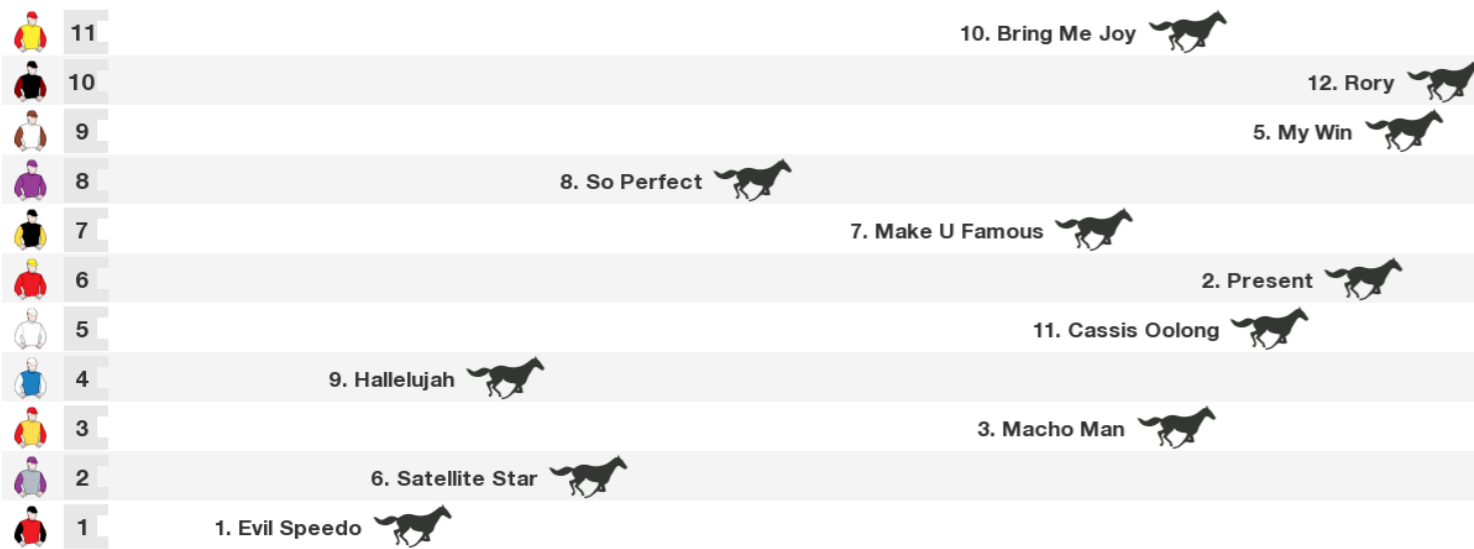 11 10. Bring Me Joy
10 12. Rory
9 5. My Win
8 8. So Perfect
7 7. Make U Famous
6 2. Present
5 11. Cassis Oolong
4 9. Hallelujah
3 3. Macho Man
2 6. Satellite Star
1 1. Evil Speedo